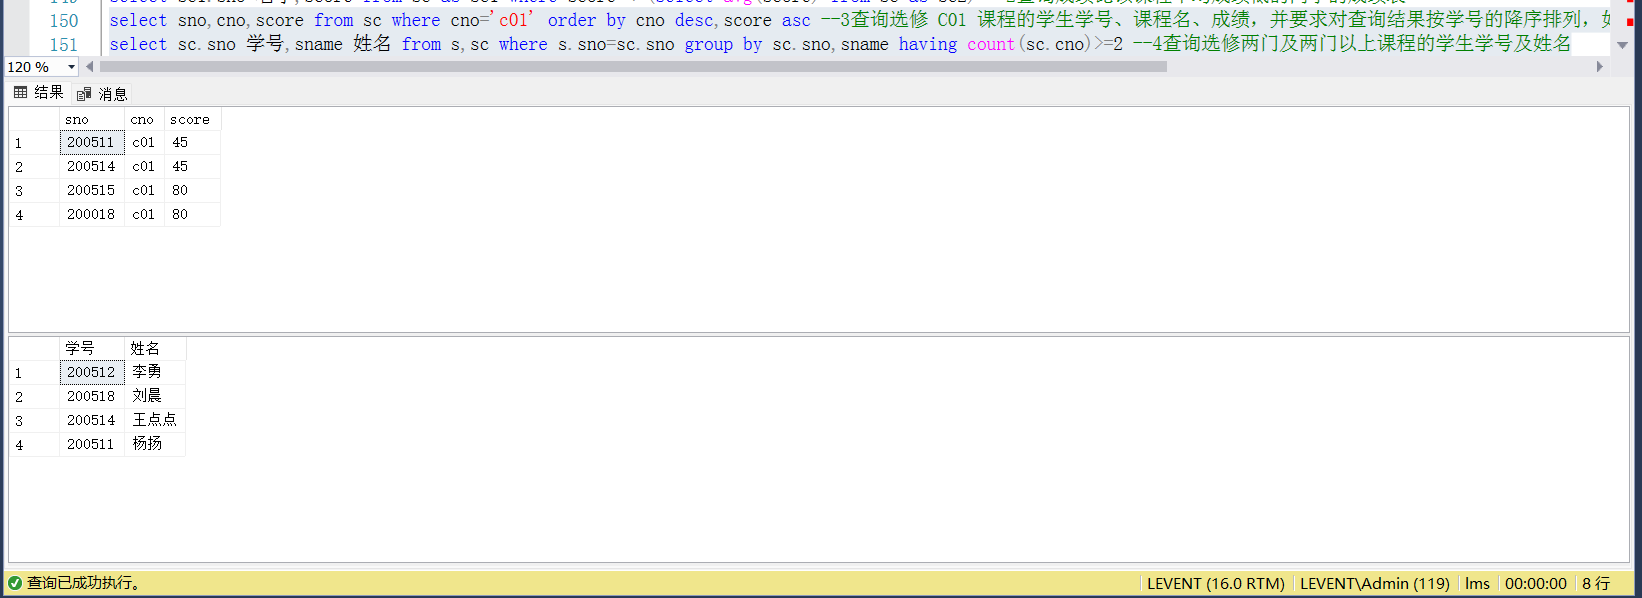 150 select sno,cno,score from sc where cno='c01' order by cno desc,score asc --3查询选修 C01 课程的学生学号、课程名、成绩，并要求对查询结果按学号的降序排列，
151 select sc.sno 学号,sname 姓名 from s,sc where s.sno=sc.sno group by sc.sno,sname having count(sc.cno)>=2 --4查询选修两门及两门以上课程的学生学号及姓名
120 %
结果 消息
sno cno score
1 200511 c01 45
2 200514 c01 45
3 200515 c01 80
4 200018 c01 80
学号 姓名
1 200512 李勇
2 200518 刘晨
3 200514 王点点
4 200511 杨扬
查询已成功执行。 LEVENT (16.0 RTM) LEVENT\Admin (119) lms 00:00:00 8 行